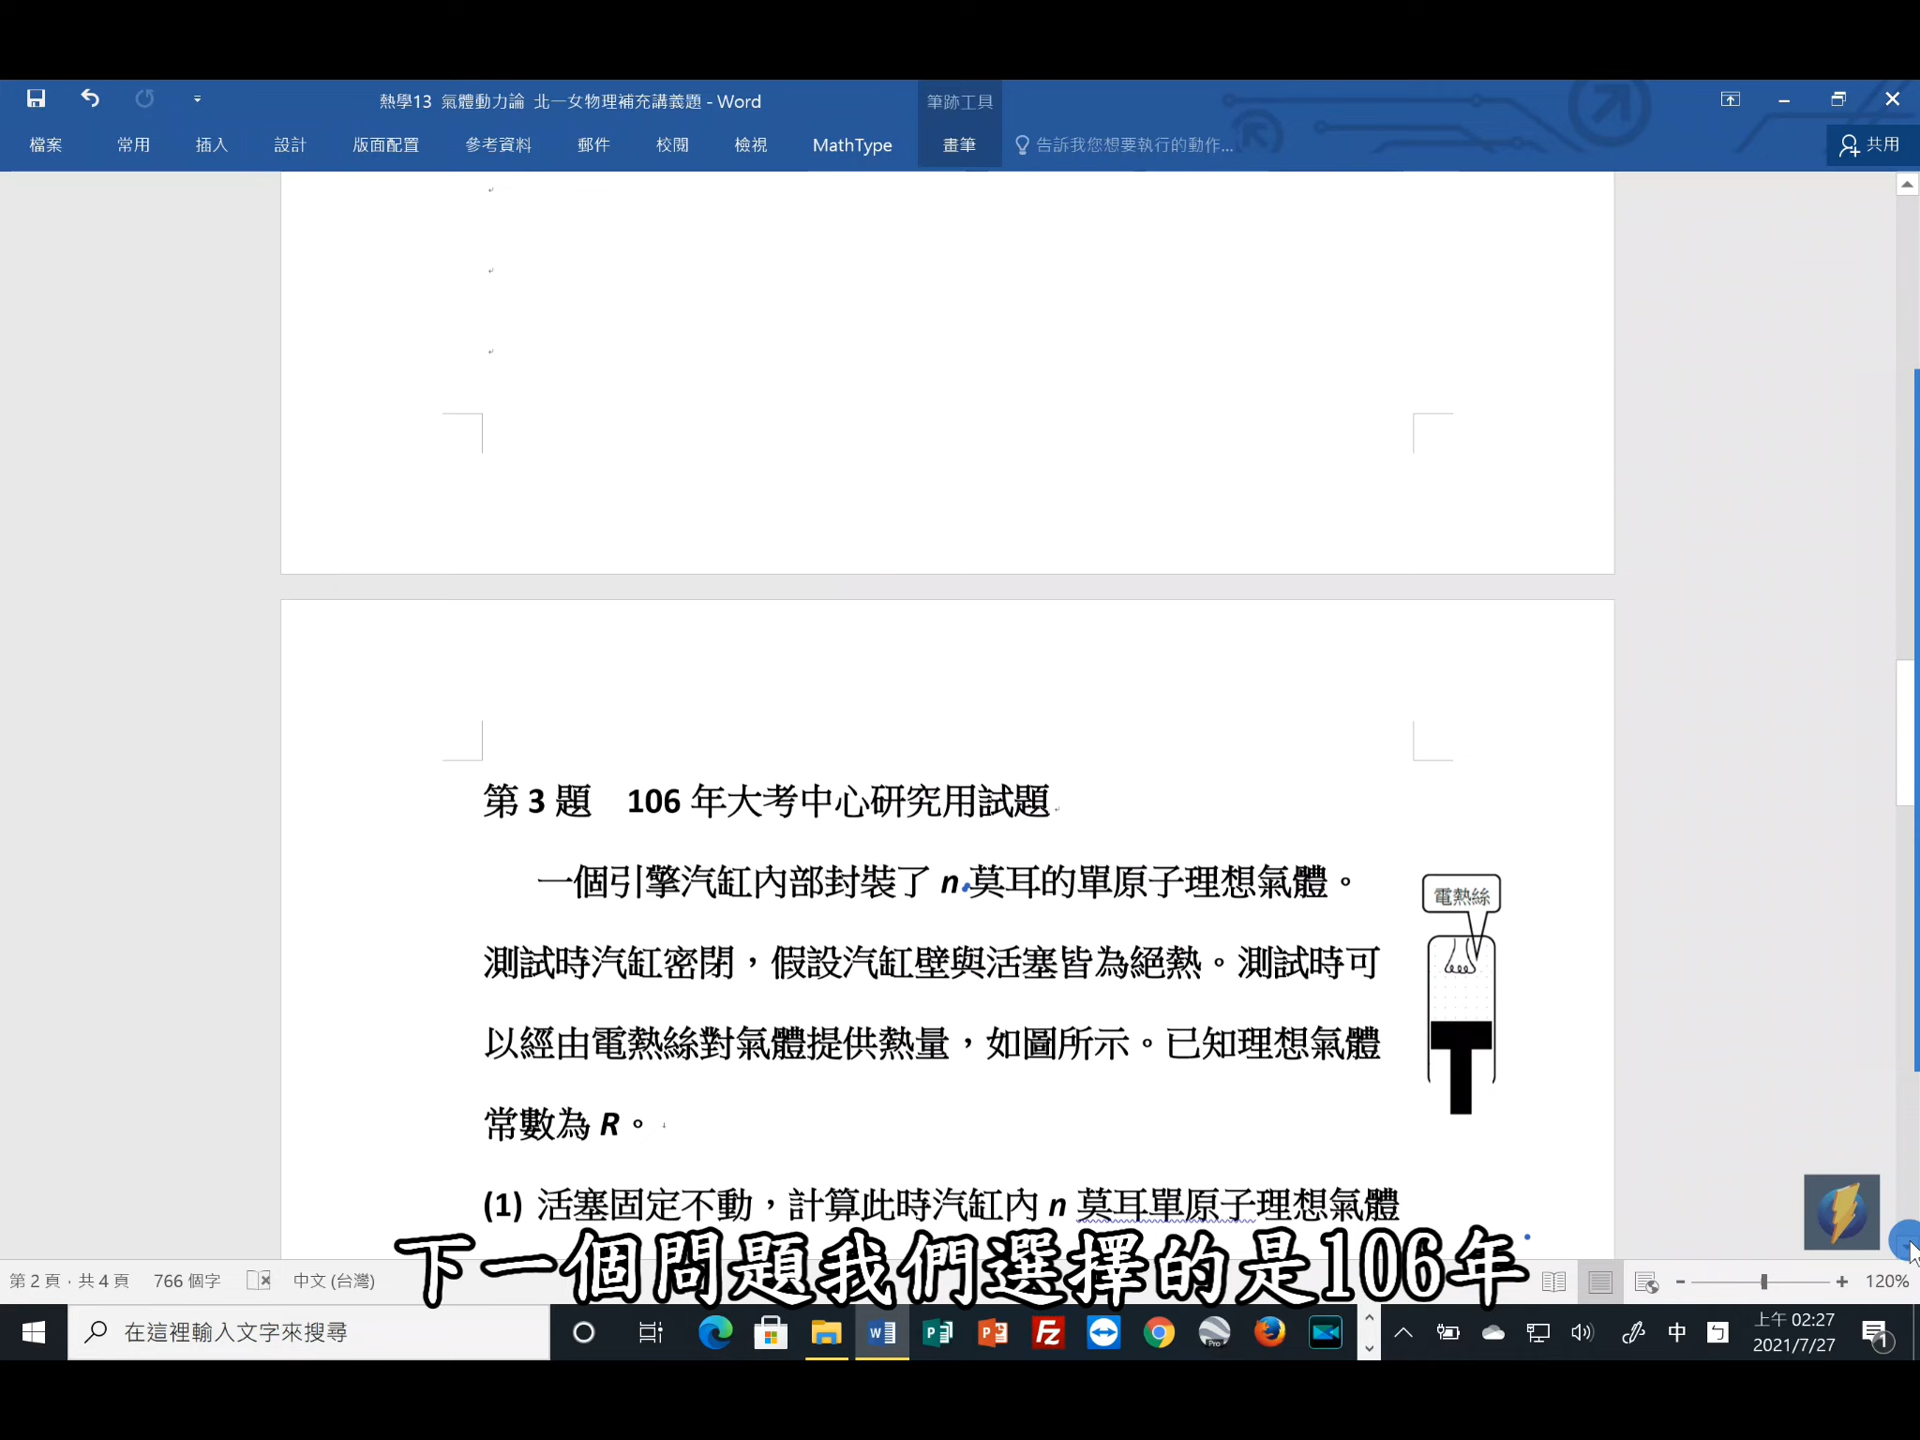 熱學13 氣體動力論 北一女物理補充講義題 - Word
筆跡工具
檔案 常用 插入 設計 版面配置 參考資料 郵件 校閱 檢視 MathType 畫筆 告訴我您想要執行的動作... 共用
第 3 題 106 年大考中心研究用試題
一個引擎汽缸內部封裝了 n 莫耳的單原子理想氣體。
測試時汽缸密閉，假設汽缸壁與活塞皆為絕熱。測試時可
以經由電熱絲對氣體提供熱量，如圖所示。已知理想氣體
常數為 R。
電熱絲
(1) 活塞固定不動，計算此時汽缸內 n 莫耳單原子理想氣體
下一個問題我們選擇的是106年
第 2 頁，共 4 頁 766 個字 中文 (台灣) 120%
在這裡輸入文字來搜尋
Pro
中 ㄅ
上午 02:27
2021/7/27
1